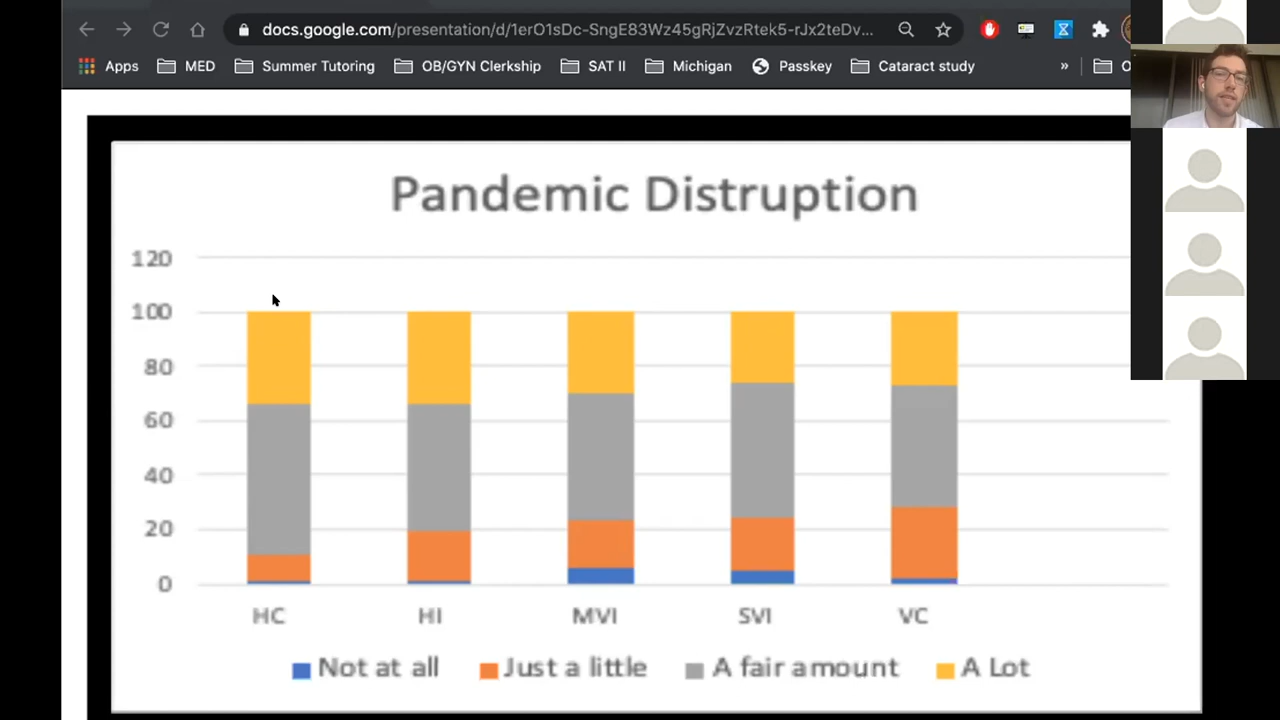 docs.google.com/presentation/d/1erO1sDc-SngE83Wz45gRjZvzRtek5-rJx2teDv...
Apps MED Summer Tutoring OB/GYN Clerkship SAT II Michigan Passkey Cataract study » O
Pandemic Distruption
120
100
80
60
40
20
0
HC HI MVI SVI VC
Not at all Just a little A fair amount A Lot